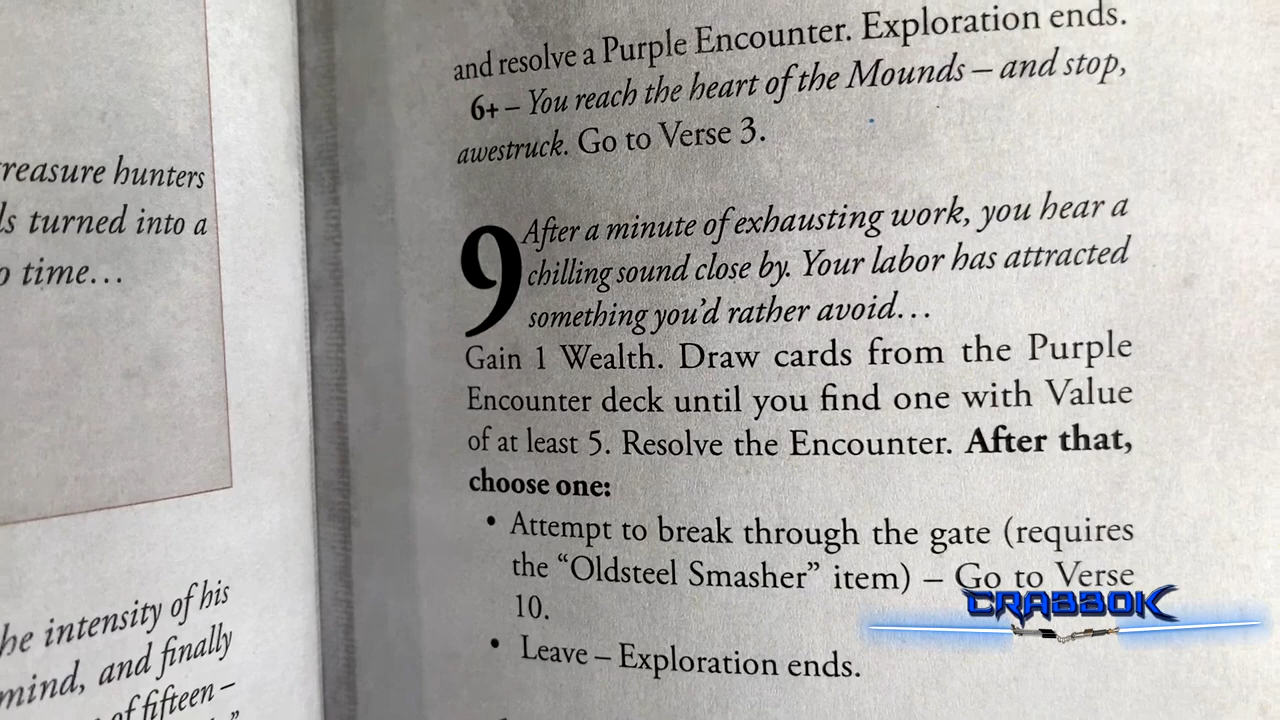 treasure hunters
turned into a
time…
he intensity of his
mind, and finally
of fifteen –
and resolve a Purple Encounter. Exploration ends.
6+ – You reach the heart of the Mounds – and stop,
awestruck. Go to Verse 3.
9 After a minute of exhausting work, you hear a
chilling sound close by. Your labor has attracted
something you’d rather avoid…
Gain 1 Wealth. Draw cards from the Purple
Encounter deck until you find one with Value
of at least 5. Resolve the Encounter. After that,
choose one:
• Attempt to break through the gate (requires
the “Oldsteel Smasher” item) – Go to Verse
10.
• Leave – Exploration ends.
CRABBOK